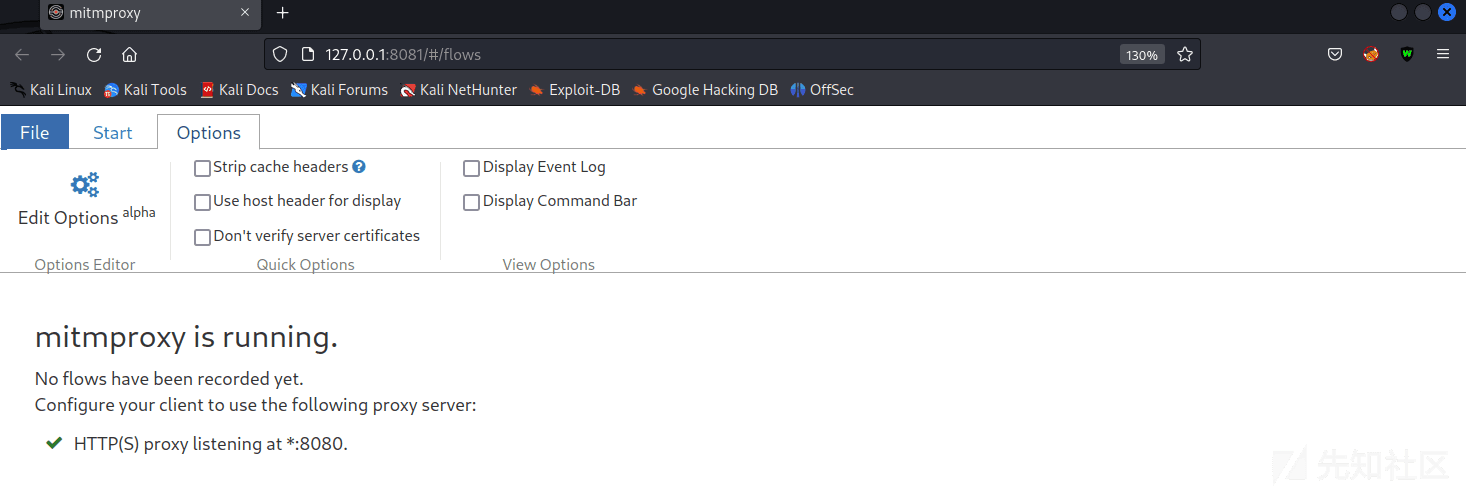 mitmproxy
127.0.0.1:8081/#/flows 130%
Kali Linux Kali Tools Kali Docs Kali Forums Kali NetHunter Exploit-DB Google Hacking DB OffSec
File Start Options
Edit Options alpha
Options Editor
Strip cache headers ?
Use host header for display
Don't verify server certificates
Quick Options
Display Event Log
Display Command Bar
View Options
mitmproxy is running.
No flows have been recorded yet.
Configure your client to use the following proxy server:
HTTP(S) proxy listening at *:8080.
先知社区